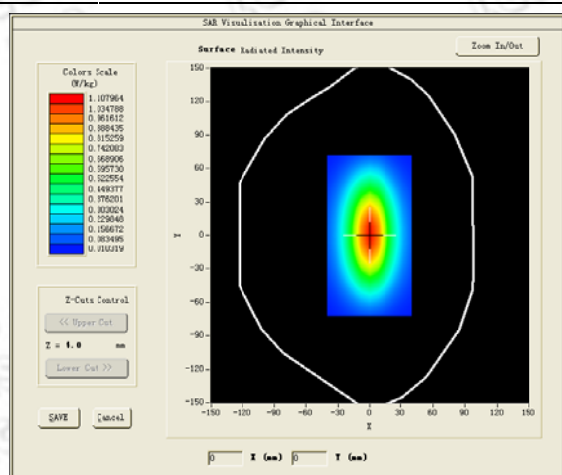 SAR Visualisation Graphical Interface
Surface Radiated Intensity
Zoom In/Out
Colors Scale
(W/kg)
1.107964
1.034788
0.961612
0.888435
0.815259
0.742083
0.668906
0.595730
0.522554
0.449377
0.376201
0.303024
0.229848
0.156672
0.083495
0.010319
Z-Cuts Control
<< Upper Cut
Z = 4.0 mm
Lower Cut >>
SAVE
Cancel
150
120
90
60
30
0
-30
-60
-90
-120
-150
Y
-150 -120 -90 -60 -30 0 30 60 90 120 150
X
0 X (mm) 0 Y (mm)